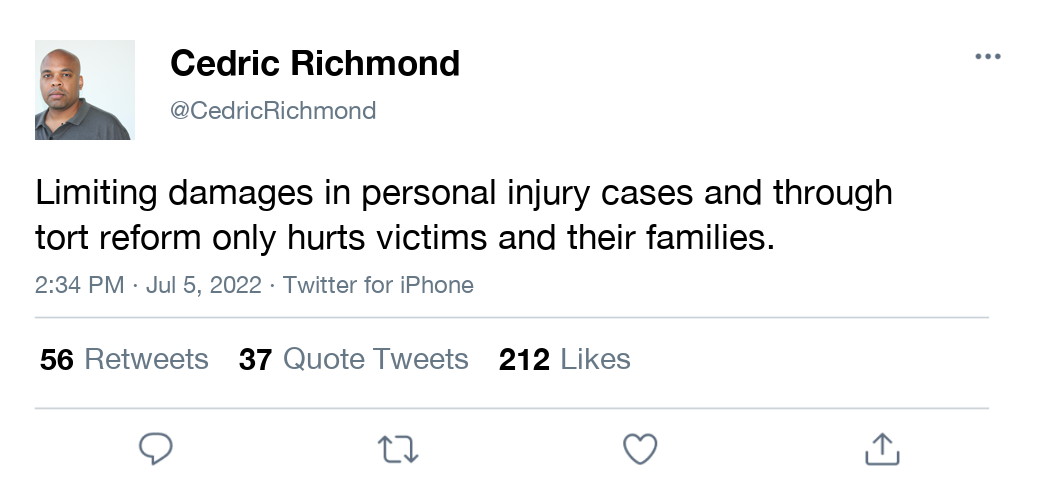 Cedric Richmond
@CedricRichmond
Limiting damages in personal injury cases and through
tort reform only hurts victims and their families.
2:34 PM · Jul 5, 2022 · Twitter for iPhone
56 Retweets 37 Quote Tweets 212 Likes